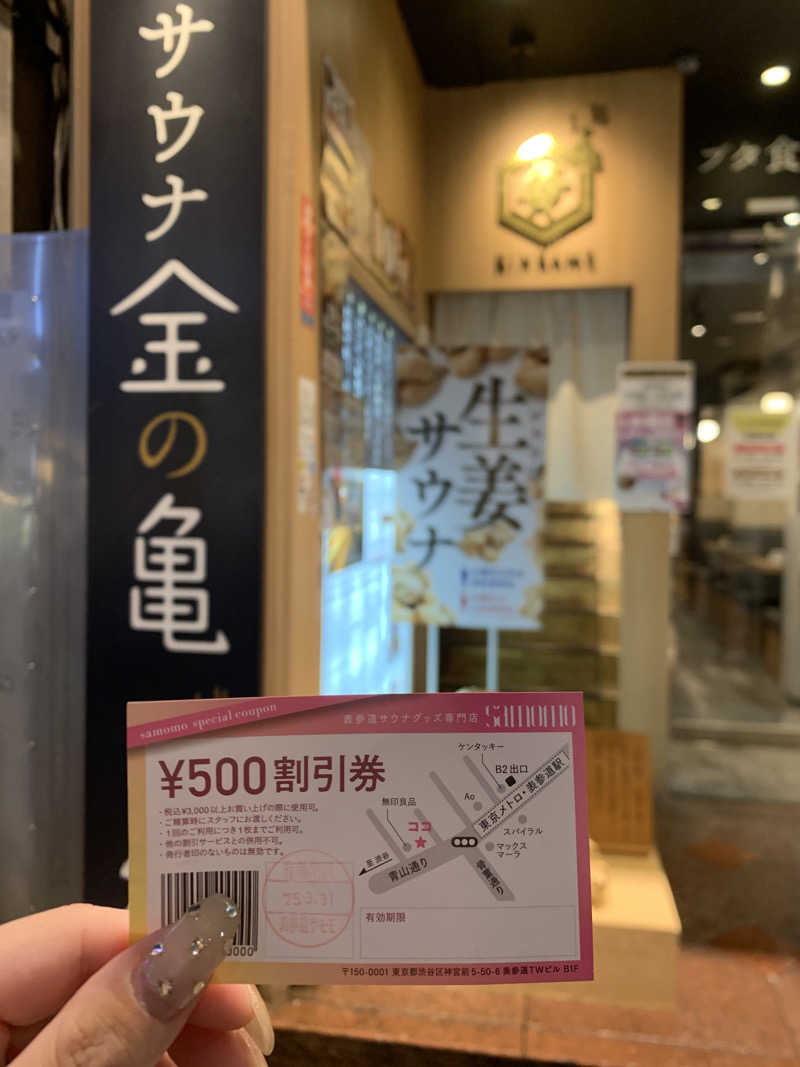 サウナ
金の亀
KINKAME
ブタ食
生姜
サウナ
samomo special coupon
表参道サウナグッズ専門店
samomo
¥500割引券
・税込¥3,000以上お買い上げの際に使用可。
・ご精算時にスタッフにお渡しください。
・1回のご利用につき1枚までご利用可。
・他の割引サービスとの併用不可。
・発行者印のないものは無効です。
ケンタッキー
B2出口
東京メトロ・表参道駅
Ao
無印良品
ココ
スパイラル
マックス
マーラ
至 渋谷
青山通り
骨董通り
'25.3.31
有効期限
〒150-0001 東京都渋谷区神宮前5-50-6 表参道TWビル B1F